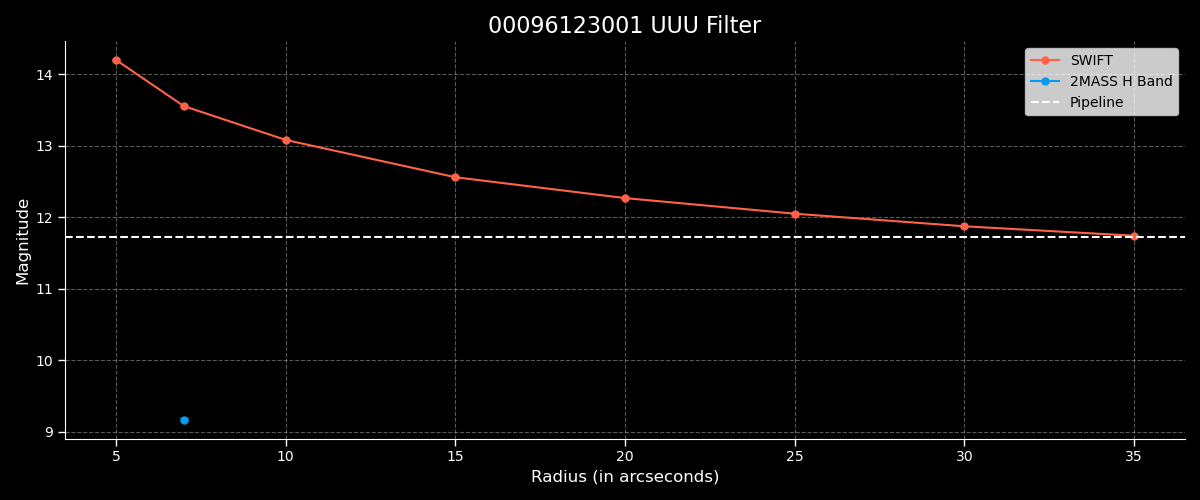 00096123001 UUU Filter
SWIFT
2MASS H Band
Pipeline
Magnitude
14
13
12
11
10
9
5 10 15 20 25 30 35
Radius (in arcseconds)